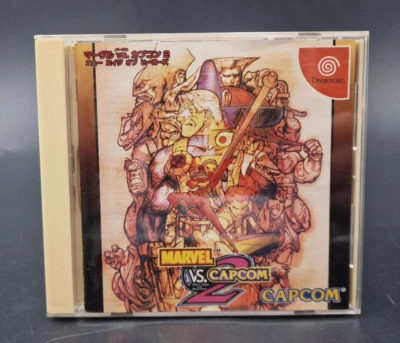 マーヴル VS. カプコン 2
ニュー エイジ オブ ヒーローズ
Dreamcast
MARVEL
VS. CAPCOM
2
CAPCOM